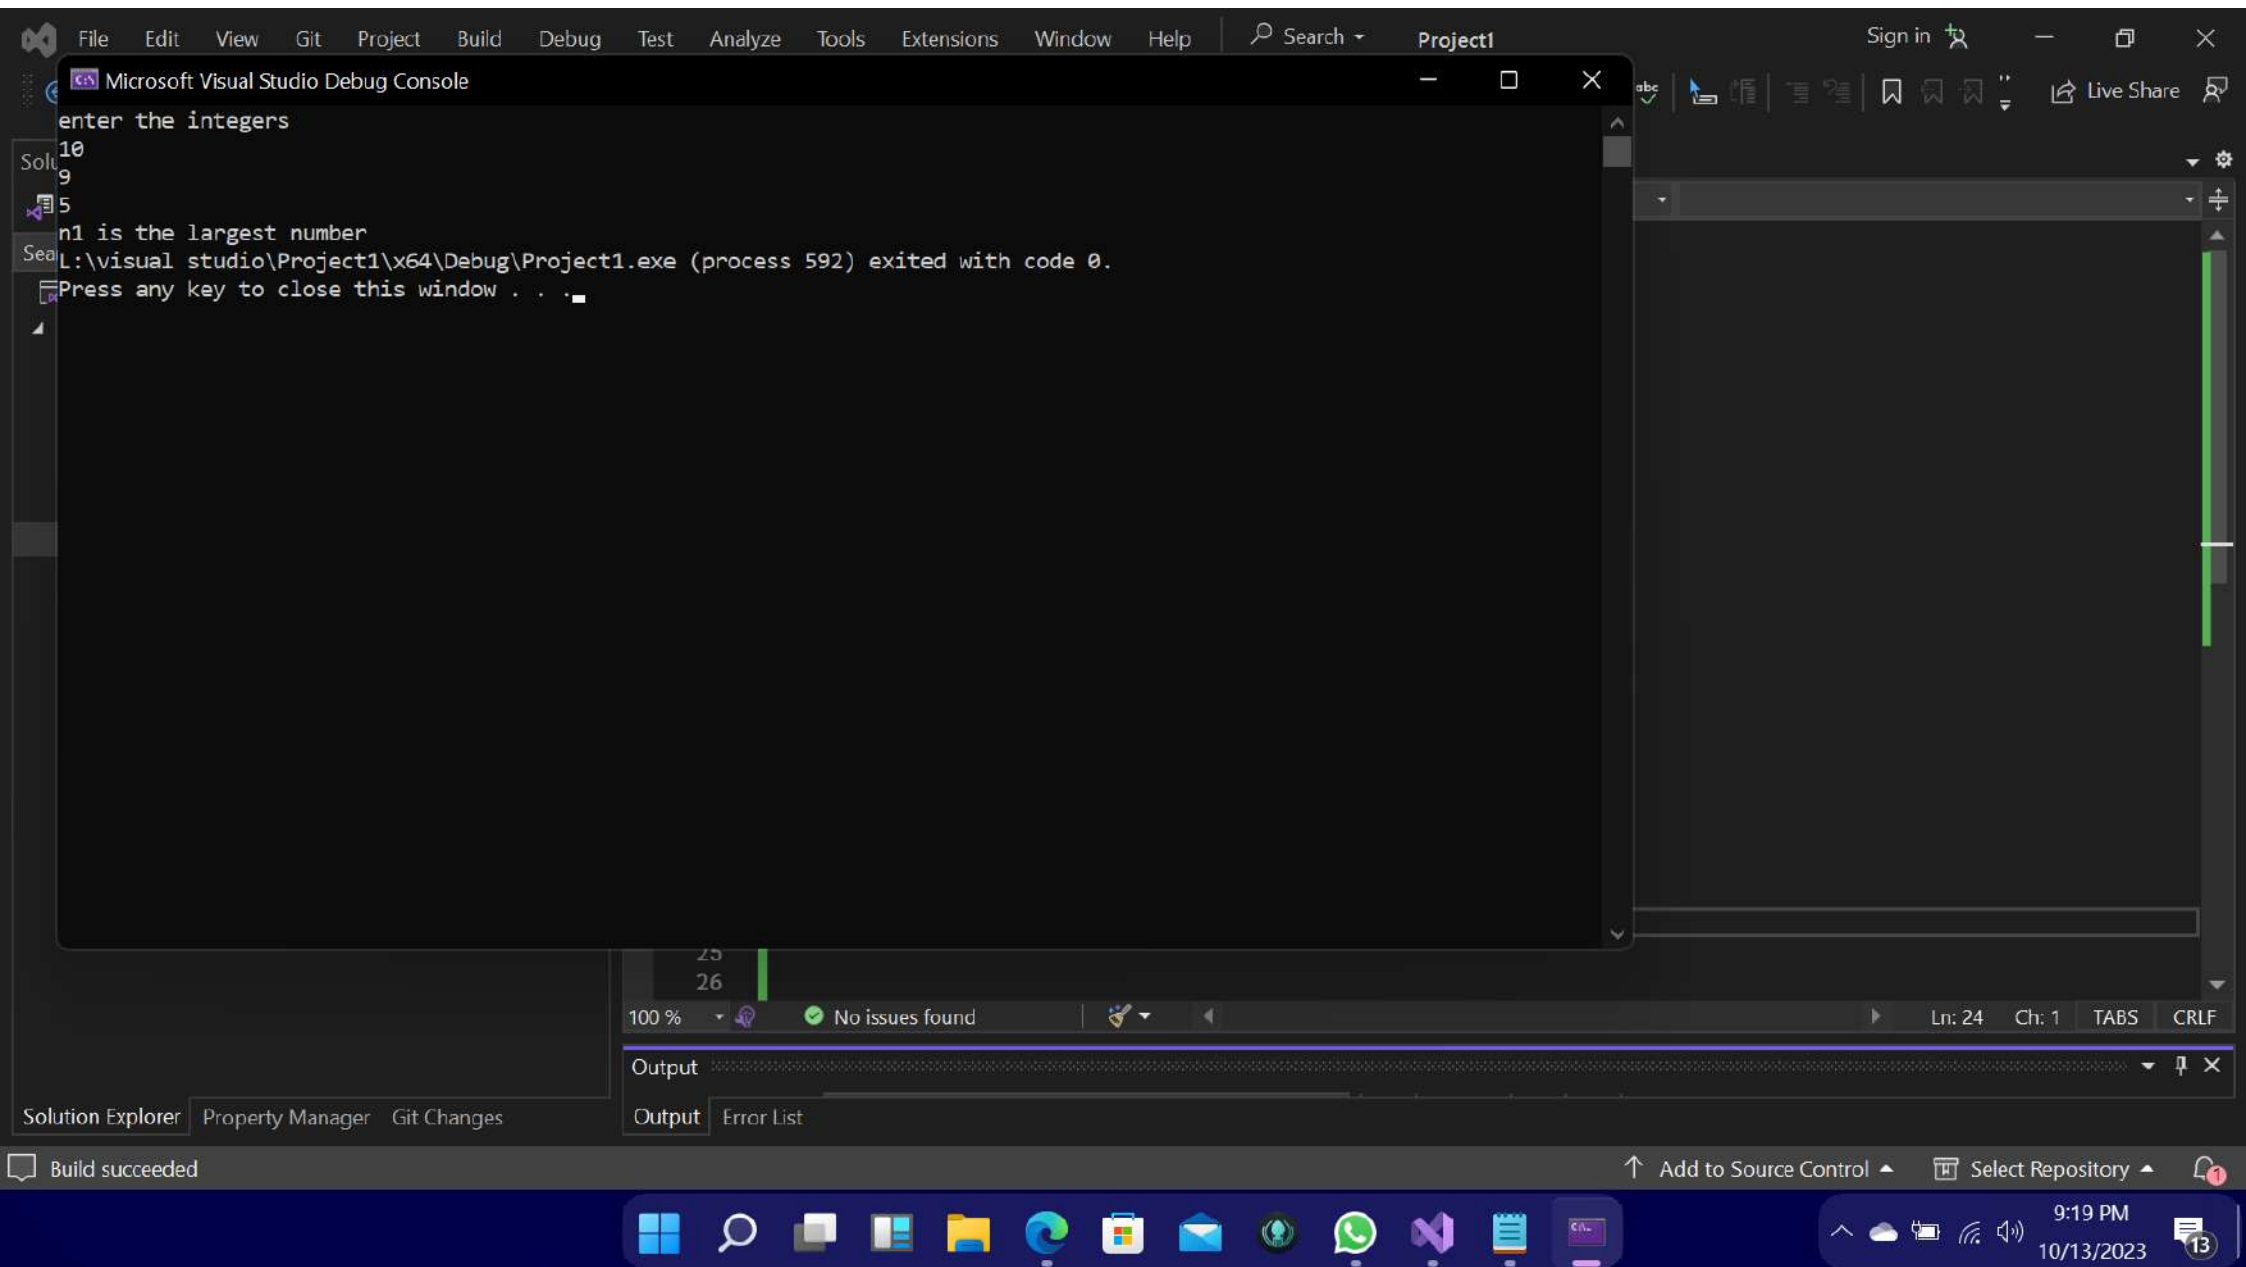 File Edit View Git Project Build Debug Test Analyze Tools Extensions Window Help Search Project1 Sign in
Microsoft Visual Studio Debug Console
Live Share
enter the integers
10
9
5
n1 is the largest number
L:\visual studio\Project1\x64\Debug\Project1.exe (process 592) exited with code 0.
Press any key to close this window . . .
Solu
Sea
25
26
100 % No issues found Ln: 24 Ch: 1 TABS CRLF
Output
Solution Explorer Property Manager Git Changes Output Error List
Build succeeded Add to Source Control Select Repository 1
9:19 PM
10/13/2023
13